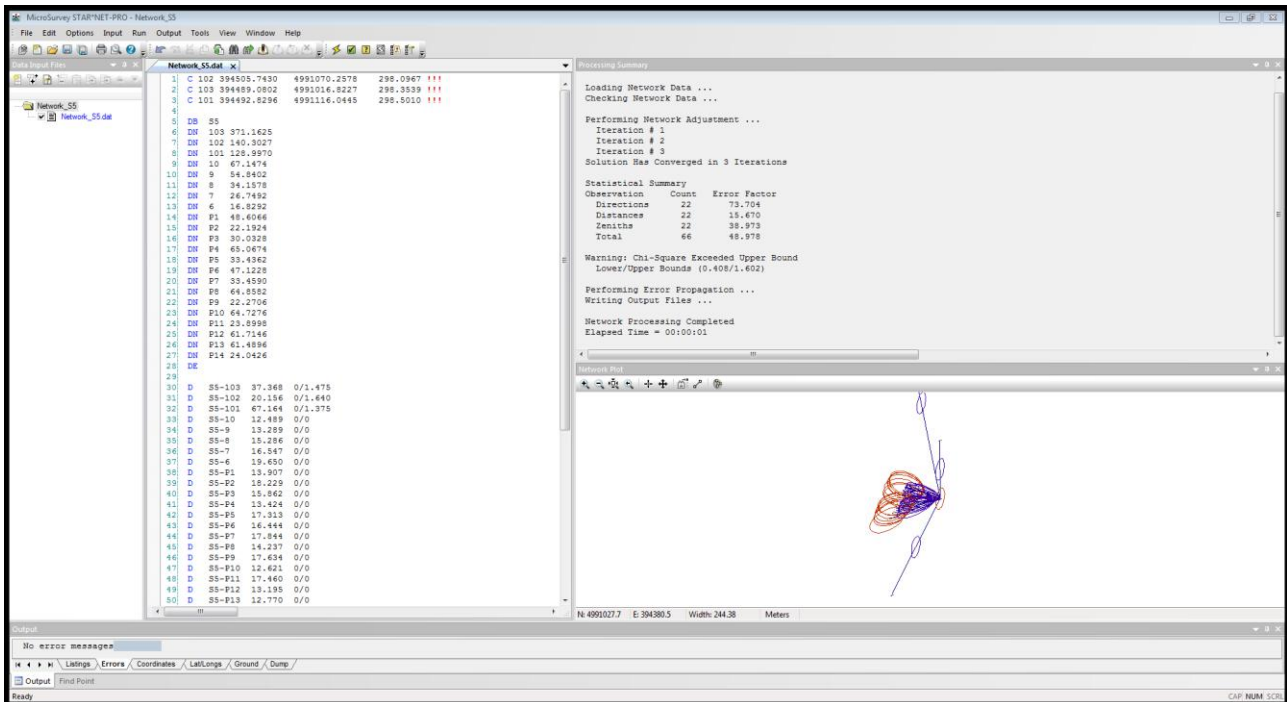 MicroSurvey STAR*NET-PRO - Network_S5
File Edit Options Input Run Output Tools View Window Help
Data Input Files
Network_S5
Network_S5.dat
Network_S5.dat x
1 C 102 394505.7430 4991070.2578 298.0967 !!!
2 C 103 394489.0802 4991016.8227 298.3539 !!!
3 C 101 394492.8296 4991116.0445 298.5010 !!!
4
5 DB S5
6 DN 103 371.1625
7 DN 102 140.3027
8 DN 101 128.9970
9 DN 10 67.1474
10 DN 9 54.8402
11 DN 8 34.1578
12 DN 7 26.7492
13 DN 6 16.8292
14 DN P1 48.6066
15 DN P2 22.1924
16 DN P3 30.0328
17 DN P4 65.0674
18 DN P5 33.4362
19 DN P6 47.1228
20 DN P7 33.4590
21 DN P8 64.8582
22 DN P9 22.2706
23 DN P10 64.7276
24 DN P11 23.8998
25 DN P12 61.7146
26 DN P13 61.4896
27 DN P14 24.0426
28 DE
29
30 D S5-103 37.368 0/1.475
31 D S5-102 20.156 0/1.640
32 D S5-101 67.164 0/1.375
33 D S5-10 12.489 0/0
34 D S5-9 13.289 0/0
35 D S5-8 15.286 0/0
36 D S5-7 16.547 0/0
37 D S5-6 19.650 0/0
38 D S5-P1 13.907 0/0
39 D S5-P2 18.229 0/0
40 D S5-P3 15.862 0/0
41 D S5-P4 13.424 0/0
42 D S5-P5 17.313 0/0
43 D S5-P6 16.444 0/0
44 D S5-P7 17.844 0/0
45 D S5-P8 14.237 0/0
46 D S5-P9 17.634 0/0
47 D S5-P10 12.621 0/0
48 D S5-P11 17.460 0/0
49 D S5-P12 13.195 0/0
50 D S5-P13 12.770 0/0
Processing Summary
Loading Network Data ...
Checking Network Data ...
Performing Network Adjustment ...
Iteration # 1
Iteration # 2
Iteration # 3
Solution Has Converged in 3 Iterations
Statistical Summary
Observation Count Error Factor
Directions 22 73.704
Distances 22 15.670
Zeniths 22 38.973
Total 66 48.978
Warning: Chi-Square Exceeded Upper Bound
Lower/Upper Bounds (0.408/1.602)
Performing Error Propagation ...
Writing Output Files ...
Network Processing Completed
Elapsed Time = 00:00:01
Network Plot
N: 4991027.7 E: 394380.5 Width: 244.38 Meters
Output
No error messages
Listings Errors Coordinates Lat/Longs Ground Dump
Output Find Point
Ready
CAP NUM SCRL